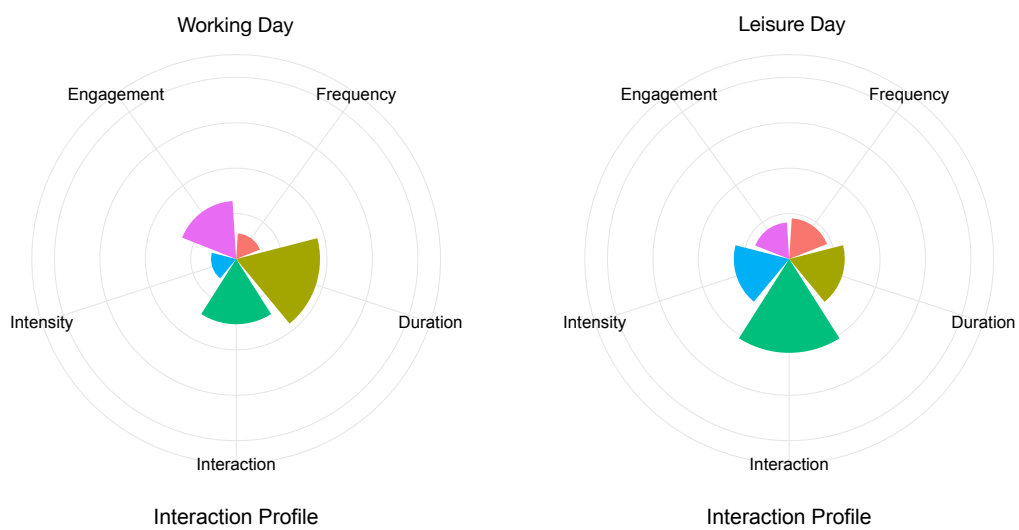 Working Day
Engagement
Frequency
Intensity
Duration
Interaction
Interaction Profile
Leisure Day
Engagement
Frequency
Intensity
Duration
Interaction
Interaction Profile